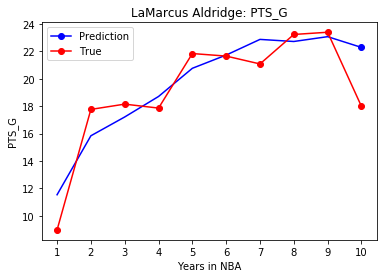 LaMarcus Aldridge: PTS_G
Prediction
True
24
22
20
18
16
14
12
10
PTS_G
1 2 3 4 5 6 7 8 9 10
Years in NBA